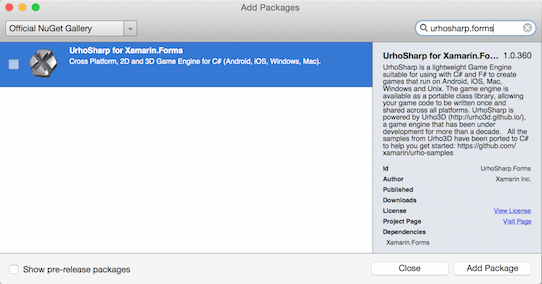 Add Packages
Official NuGet Gallery
urhosharp.forms
UrhoSharp for Xamarin.Forms
Cross Platform, 2D and 3D Game Engine for C# (Android, iOS, Windows, Mac).
UrhoSharp for Xamarin.Fo... 1.0.360
UrhoSharp is a lightweight Game Engine
suitable for using with C# and F# to create
games that run on Android, iOS, Mac,
Windows and Unix. The game engine is
available as a portable class library, allowing
your game code to be written once and
shared across all platforms. UrhoSharp is
powered by Urho3D (http://urho3d.github.io/),
a game engine that has been under
development for more than a decade. All the
samples from Urho3D have been ported to C#
to help you get started: https://github.com/
xamarin/urho-samples
Id UrhoSharp.Forms
Author Xamarin Inc.
Published
Downloads
License View License
Project Page Visit Page
Dependencies
Xamarin.Forms
Show pre-release packages
Close
Add Package